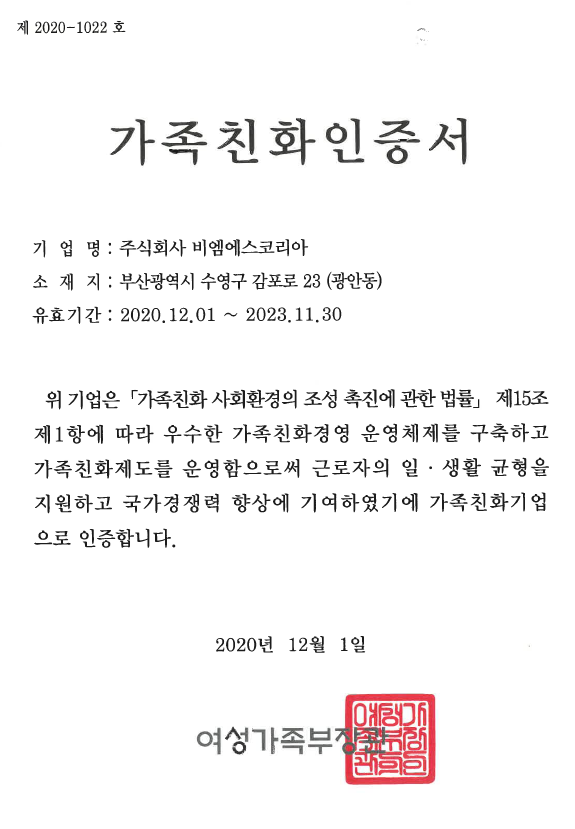 제 2020-1022 호
가족친화인증서
기 업 명 : 주식회사 비엠에스코리아
소 재 지 : 부산광역시 수영구 감포로 23 (광안동)
유효기간 : 2020.12.01 ~ 2023.11.30
위 기업은 「가족친화 사회환경의 조성 촉진에 관한 법률」 제15조
제1항에 따라 우수한 가족친화경영 운영체제를 구축하고
가족친화제도를 운영함으로써 근로자의 일 · 생활 균형을
지원하고 국가경쟁력 향상에 기여하였기에 가족친화기업
으로 인증합니다.
2020년 12월 1일
여성가족부장관